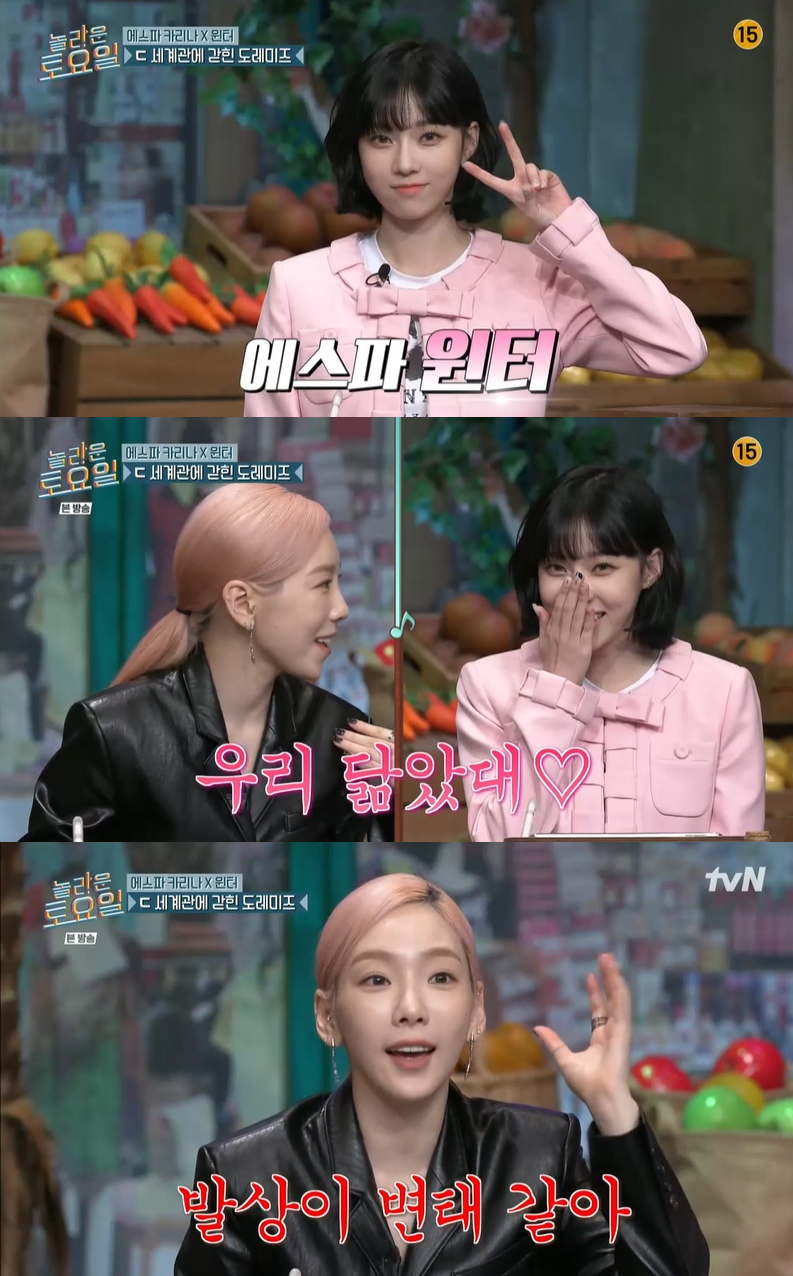 놀라운
토요일
에스파 카리나 X 윈터
ㄷ 세계관에 갇힌 도레미즈
15
에스파 윈터
놀라운
토요일
에스파 카리나 X 윈터
ㄷ 세계관에 갇힌 도레미즈
본 방송
15
우리 닮았대♡
놀라운
토요일
에스파 카리나 X 윈터
ㄷ 세계관에 갇힌 도레미즈
본 방송
tvN
발상이 변태 같아